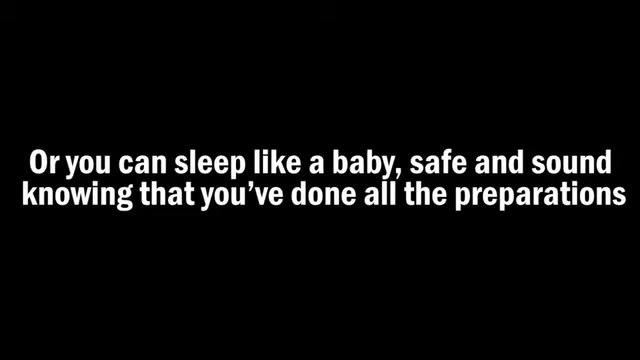 Or you can sleep like a baby, safe and sound
knowing that you've done all the preparations